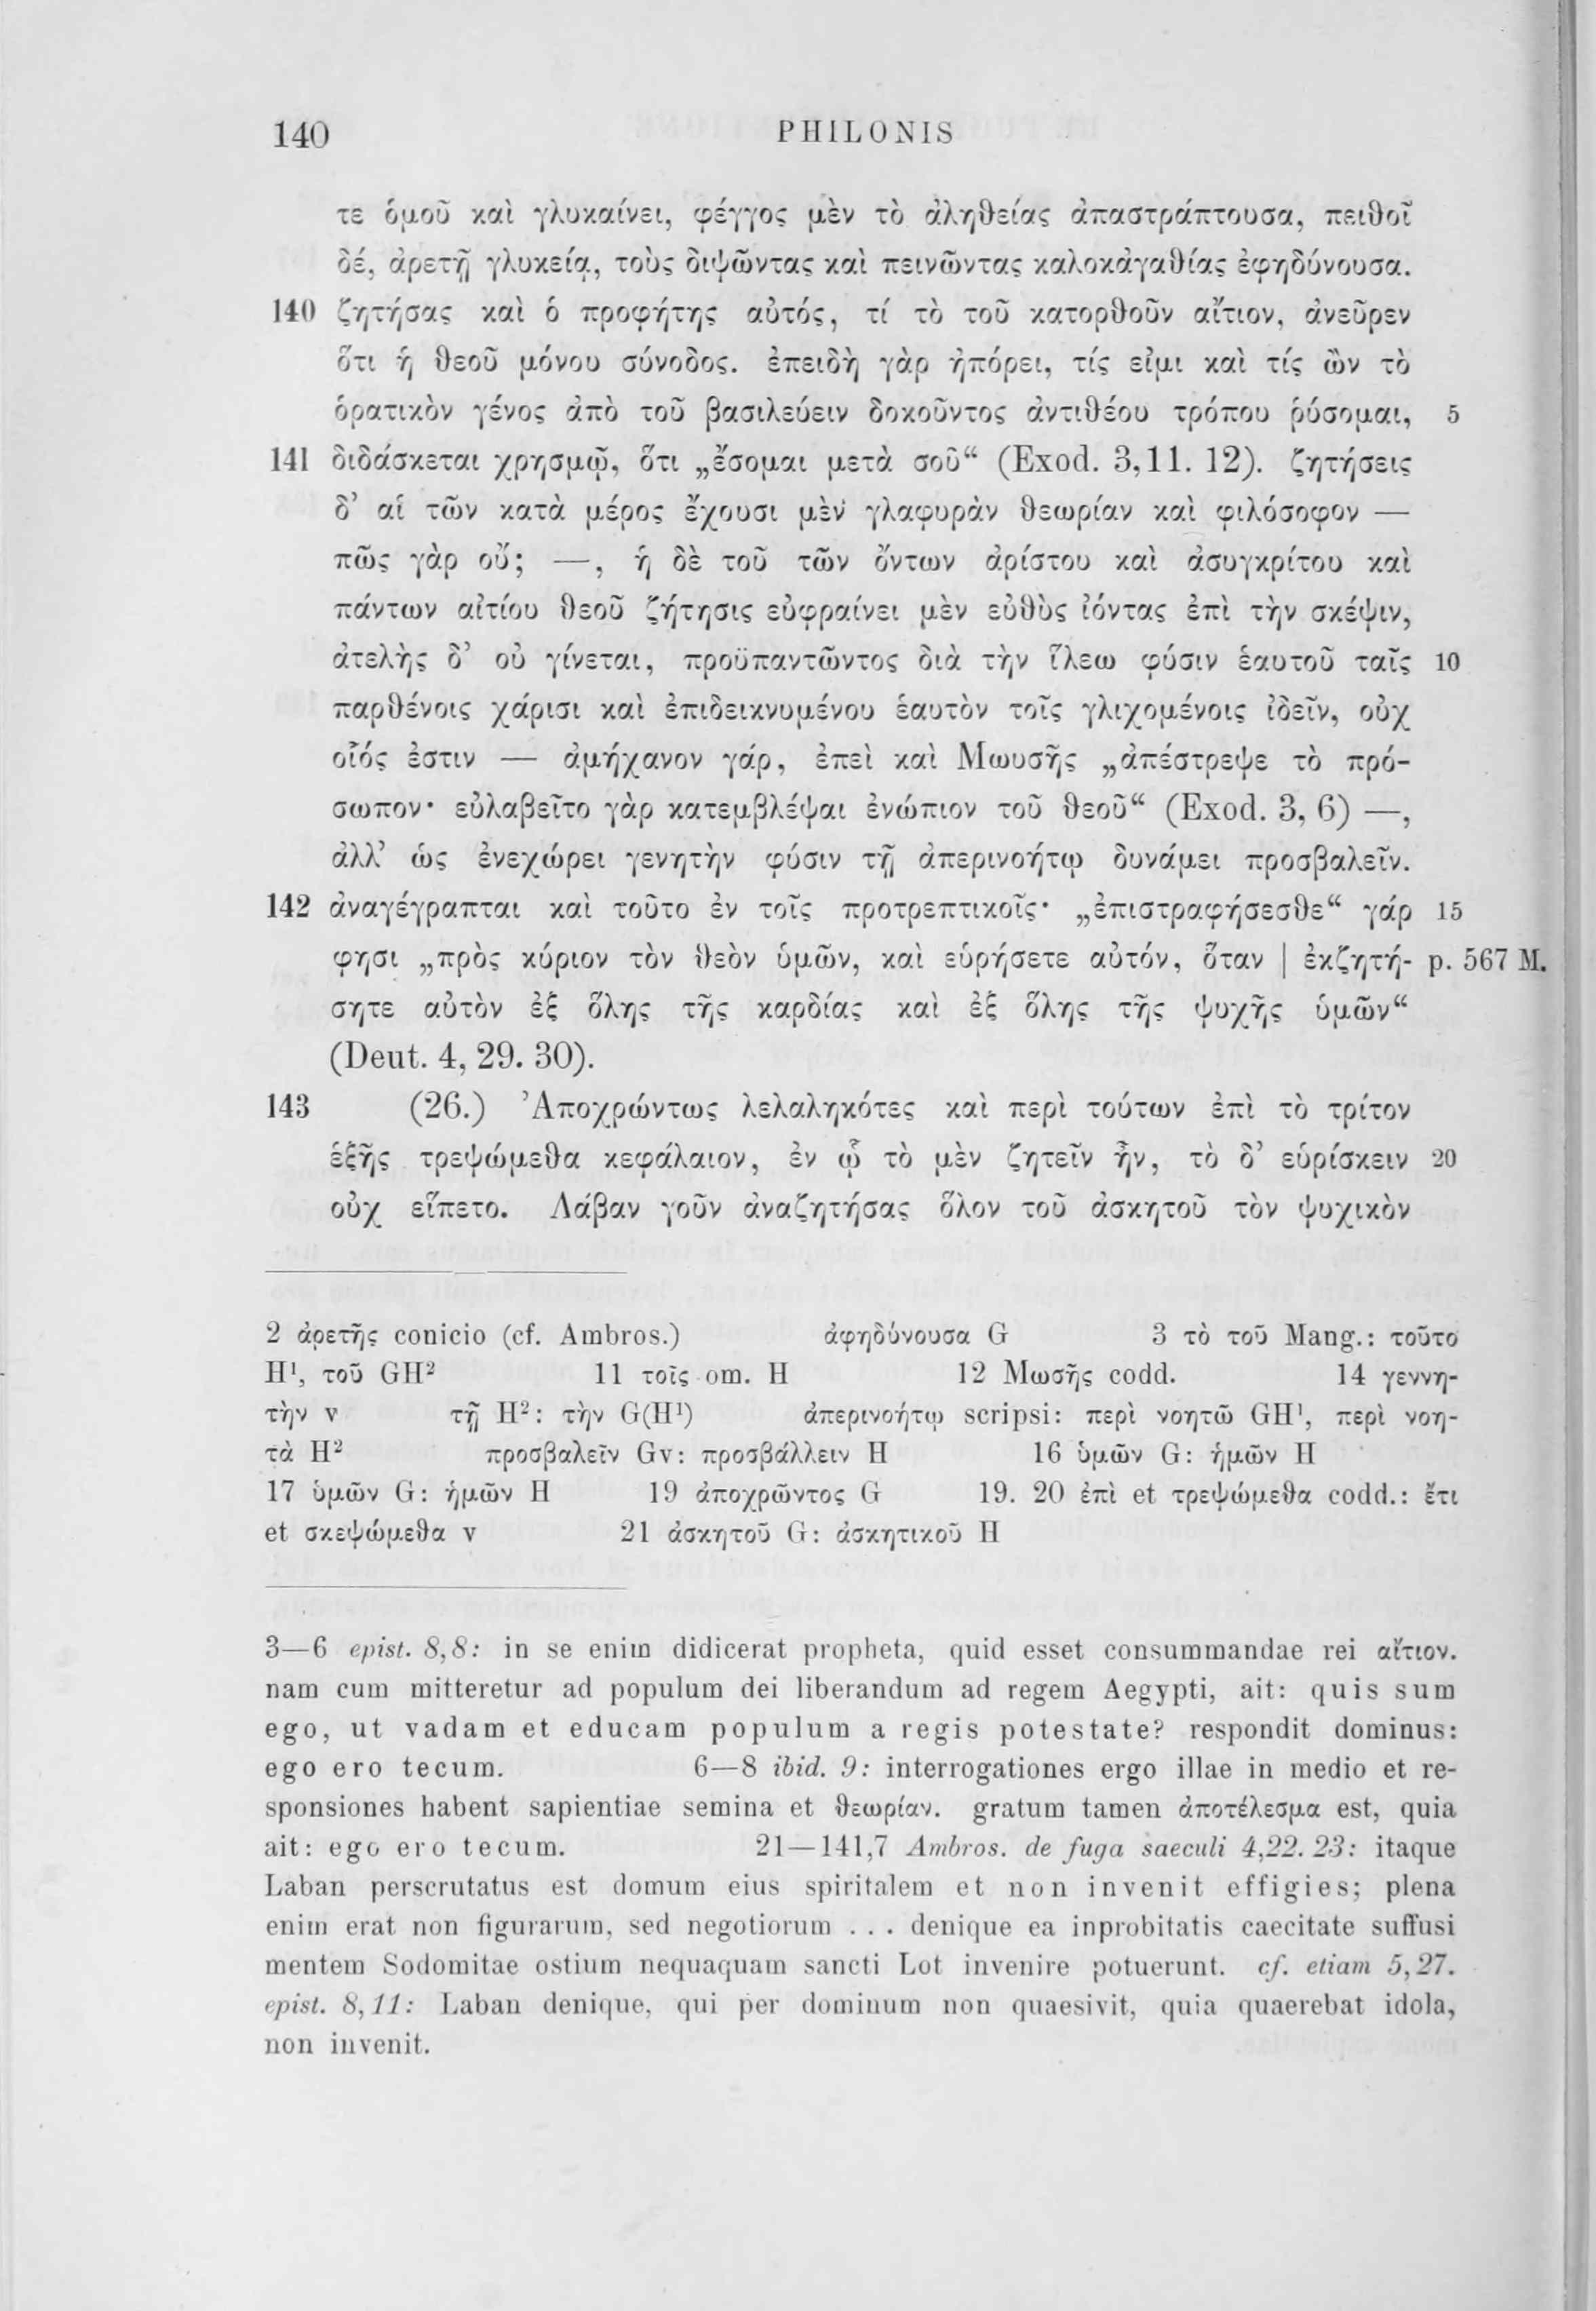 140 PHILONIS
τε ὁμοῦ καὶ γλυκαίνει, φέγγος μὲν τὸ ἀληθείας ἀπαστράπτουσα, πειθοῖ
δέ, ἀρετῇ γλυκείᾳ, τοὺς διψῶντας καὶ πεινῶντας καλοκἀγαθίας ἐφηδύνουσα.
140 ζητήσας καὶ ὁ προφήτης αὐτός, τί τὸ τοῦ κατορθοῦν αἴτιον, ἀνεῦρεν
ὅτι ἡ θεοῦ μόνου σύνοδος. ἐπειδὴ γὰρ ἠπόρει, τίς εἰμι καὶ τίς ὢν τὸ
ὁρατικὸν γένος ἀπὸ τοῦ βασιλεύειν δοκοῦντος ἀντιθέου τρόπου ῥύσομαι, 5
141 διδάσκεται χρησμῷ, ὅτι „ἔσομαι μετὰ σοῦ“ (Exod. 3,11. 12). ζητήσεις
δ’ αἱ τῶν κατὰ μέρος ἔχουσι μὲν γλαφυρὰν θεωρίαν καὶ φιλόσοφον —
πῶς γὰρ οὔ; —, ἡ δὲ τοῦ τῶν ὄντων ἀρίστου καὶ ἀσυγκρίτου καὶ
πάντων αἰτίου θεοῦ ζήτησις εὐφραίνει μὲν εὐθὺς ἰόντας ἐπὶ τὴν σκέψιν,
ἀτελὴς δ’ οὐ γίνεται, προϋπαντῶντος διὰ τὴν ἵλεω φύσιν ἑαυτοῦ ταῖς 10
παρθένοις χάρισι καὶ ἐπιδεικνυμένου ἑαυτὸν τοῖς γλιχομένοις ἰδεῖν, οὐχ
οἷός ἐστιν — ἀμήχανον γάρ, ἐπεὶ καὶ Μωυσῆς „ἀπέστρεψε τὸ πρό-
σωπον· εὐλαβεῖτο γὰρ κατεμβλέψαι ἐνώπιον τοῦ θεοῦ“ (Exod. 3, 6) —,
ἀλλ’ ὡς ἐνεχώρει γενητὴν φύσιν τῇ ἀπερινοήτῳ δυνάμει προσβαλεῖν.
142 ἀναγέγραπται καὶ τοῦτο ἐν τοῖς προτρεπτικοῖς· „ἐπιστραφήσεσθε“ γάρ 15
φησι „πρὸς κύριον τὸν θεὸν ὑμῶν, καὶ εὑρήσετε αὐτόν, ὅταν | ἐκζητή- p. 567 M.
σητε αὐτὸν ἐξ ὅλης τῆς καρδίας καὶ ἐξ ὅλης τῆς ψυχῆς ὑμῶν“
(Deut. 4, 29. 30).
143 (26.) Ἀποχρώντως λελαληκότες καὶ περὶ τούτων ἐπὶ τὸ τρίτον
ἑξῆς τρεψώμεθα κεφάλαιον, ἐν ᾧ τὸ μὲν ζητεῖν ἦν, τὸ δ’ εὑρίσκειν 20
οὐχ εἵπετο. Λάβαν γοῦν ἀναζητήσας ὅλον τοῦ ἀσκητοῦ τὸν ψυχικὸν
2 ἀρετῆς conicio (cf. Ambros.) ἀφηδύνουσα G 3 τὸ τοῦ Mang.: τοῦτο
H¹, τοῦ GH² 11 τοῖς om. H 12 Μωσῆς codd. 14 γεννη-
τὴν v τῇ H²: τὴν G(H¹) ἀπερινοήτῳ scripsi: περὶ νοητῶ GH¹, περὶ νοη-
τὰ H² προσβαλεῖν Gv: προσβάλλειν H 16 ὑμῶν G: ἡμῶν H
17 ὑμῶν G: ἡμῶν H 19 ἀποχρῶντος G 19. 20 ἐπὶ et τρεψώμεθα codd.: ἔτι
et σκεψώμεθα v 21 ἀσκητοῦ G: ἀσκητικοῦ H
3—6 epist. 8,8: in se enim didicerat propheta, quid esset consummandae rei αἴτιον.
nam cum mitteretur ad populum dei liberandum ad regem Aegypti, ait: quis sum
ego, ut vadam et educam populum a regis potestate? respondit dominus:
ego ero tecum. 6—8 ibid. 9: interrogationes ergo illae in medio et re-
sponsiones habent sapientiae semina et θεωρίαν. gratum tamen ἀποτέλεσμα est, quia
ait: ego ero tecum. 21—141,7 Ambros. de fuga saeculi 4,22. 23: itaque
Laban perscrutatus est domum eius spiritalem et non invenit effigies; plena
enim erat non figurarum, sed negotiorum . . . denique ea inprobitatis caecitate suffusi
mentem Sodomitae ostium nequaquam sancti Lot invenire potuerunt. cf. etiam 5,27.
epist. 8,11: Laban denique, qui per dominum non quaesivit, quia quaerebat idola,
non invenit.